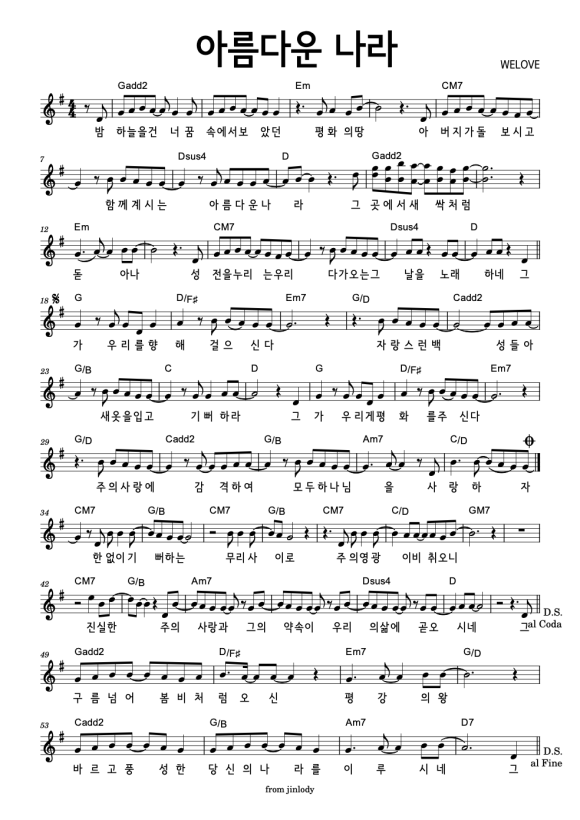 아름다운 나라
WELOVE
Gadd2 Em CM7
밤 하늘을건 너꿈 속에서보 았던 평화 의땅 아 버지가돌 보시고
7 Dsus4 D Gadd2
함께계시는 아름다운나 라 그 곳에서새 싹처럼
12 Em CM7 Dsus4 D
돋 아나 성 전을누리 는우리 다가오는그 날을 노래 하네 그
18 G D/F♯ Em7 G/D Cadd2
가 우리를향 해 걸으 신다 자랑스런백 성들아
23 G/B C D G D/F♯ Em7
새옷을입고 기뻐하라 그 가 우리게평 화 를주 신다
29 G/D Cadd2 G/B Am7 C/D
주의사랑에 감 격하여 모두하나님 을 사랑 하 자
34 CM7 G/B CM7 G/B CM7 C/D GM7
한없이기 뻐하는 무리사 이로 주의영광 이비 취오니
42 CM7 G/B Am7 Dsus4 D
진실한 주의 사랑과 그의 약속이 우리 의삶에 곧오 시네 그 D.S.
al Coda
49 Gadd2 D/F♯ Em7 G/D
구름넘어 봄비처럼오신 평강 의왕
53 Cadd2 G/B Am7 D7
바르고풍 성한 당신의나 라를 이루 시네 그 D.S.
al Fine
from jinlody